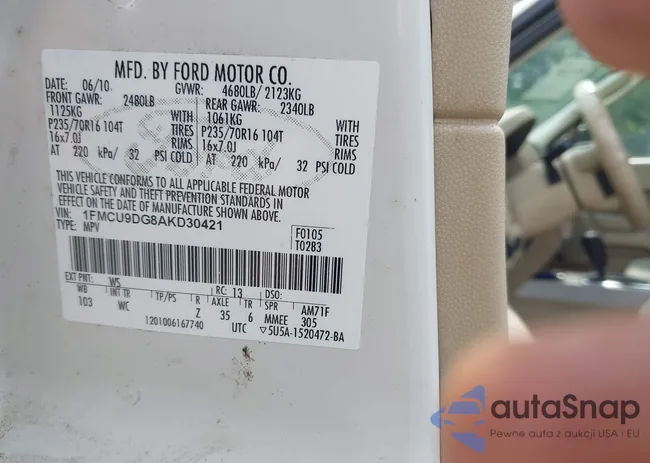 MFD. BY FORD MOTOR CO.
DATE: 06/10 GVWR: 4680LB/ 2123KG
FRONT GAWR: 2480LB REAR GAWR: 2340LB
1125KG WITH 1061KG WITH
P235/70R16 104T TIRES P235/70R16 104T TIRES
16x7.0J RIMS 16x7.0J RIMS
AT 220 kPa/ 32 PSI COLD AT 220 kPa/ 32 PSI COLD
THIS VEHICLE CONFORMS TO ALL APPLICABLE FEDERAL MOTOR
VEHICLE SAFETY AND THEFT PREVENTION STANDARDS IN
EFFECT ON THE DATE OF MANUFACTURE SHOWN ABOVE.
VIN: 1FMCU9DG8AKD30421 F0105
TYPE: MPV T0283
EXT PNT: WS RC: 13 DSO:
WB INT TR TP/PS R AXLE TR SPR AM71F
103 WC Z 35 6 MMEE 305
1201006167740 UTC ▽5U5A-1520472-BA
autaSnap
Pewne auta z aukcji USA i EU